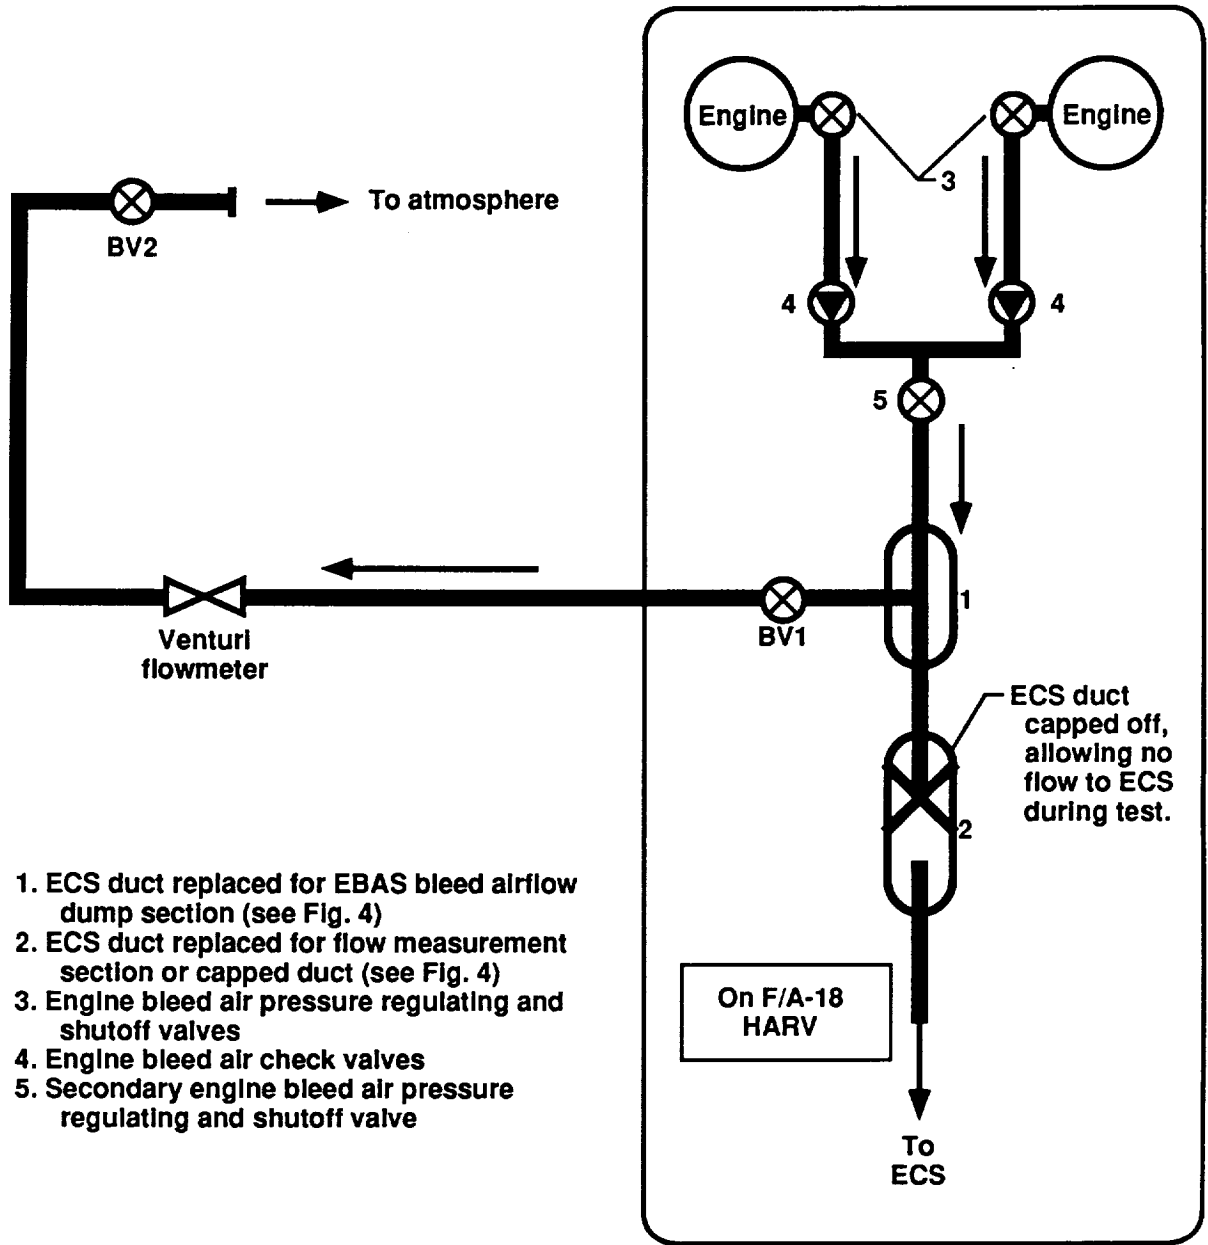 Engine
Engine
3
To atmosphere
BV2
4
4
5
1
BV1
Venturi
flowmeter
ECS duct
capped off,
allowing no
flow to ECS
during test.
2
1. ECS duct replaced for EBAS bleed airflow
dump section (see Fig. 4)
2. ECS duct replaced for flow measurement
section or capped duct (see Fig. 4)
3. Engine bleed air pressure regulating and
shutoff valves
4. Engine bleed air check valves
5. Secondary engine bleed air pressure
regulating and shutoff valve
On F/A-18
HARV
To
ECS